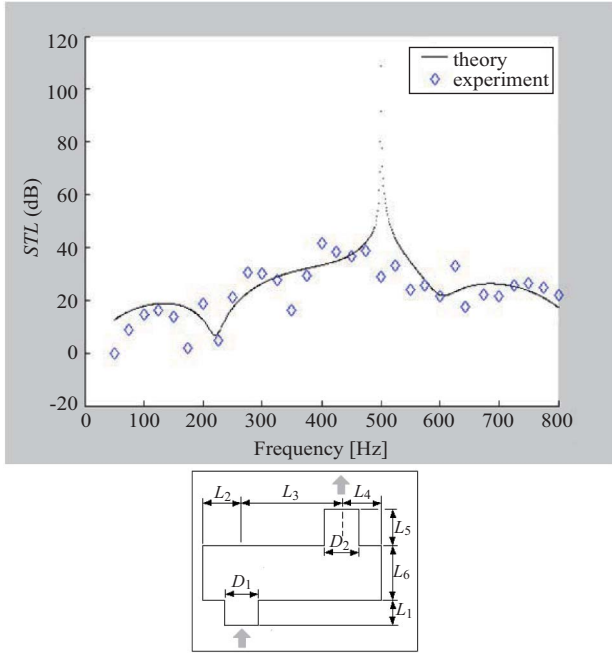 120
100
80
60
40
20
0
-20
STL (dB)
theory
experiment
0 100 200 300 400 500 600 700 800
Frequency [Hz]
L2 L3 L4
L5
D2
L6
D1
L1